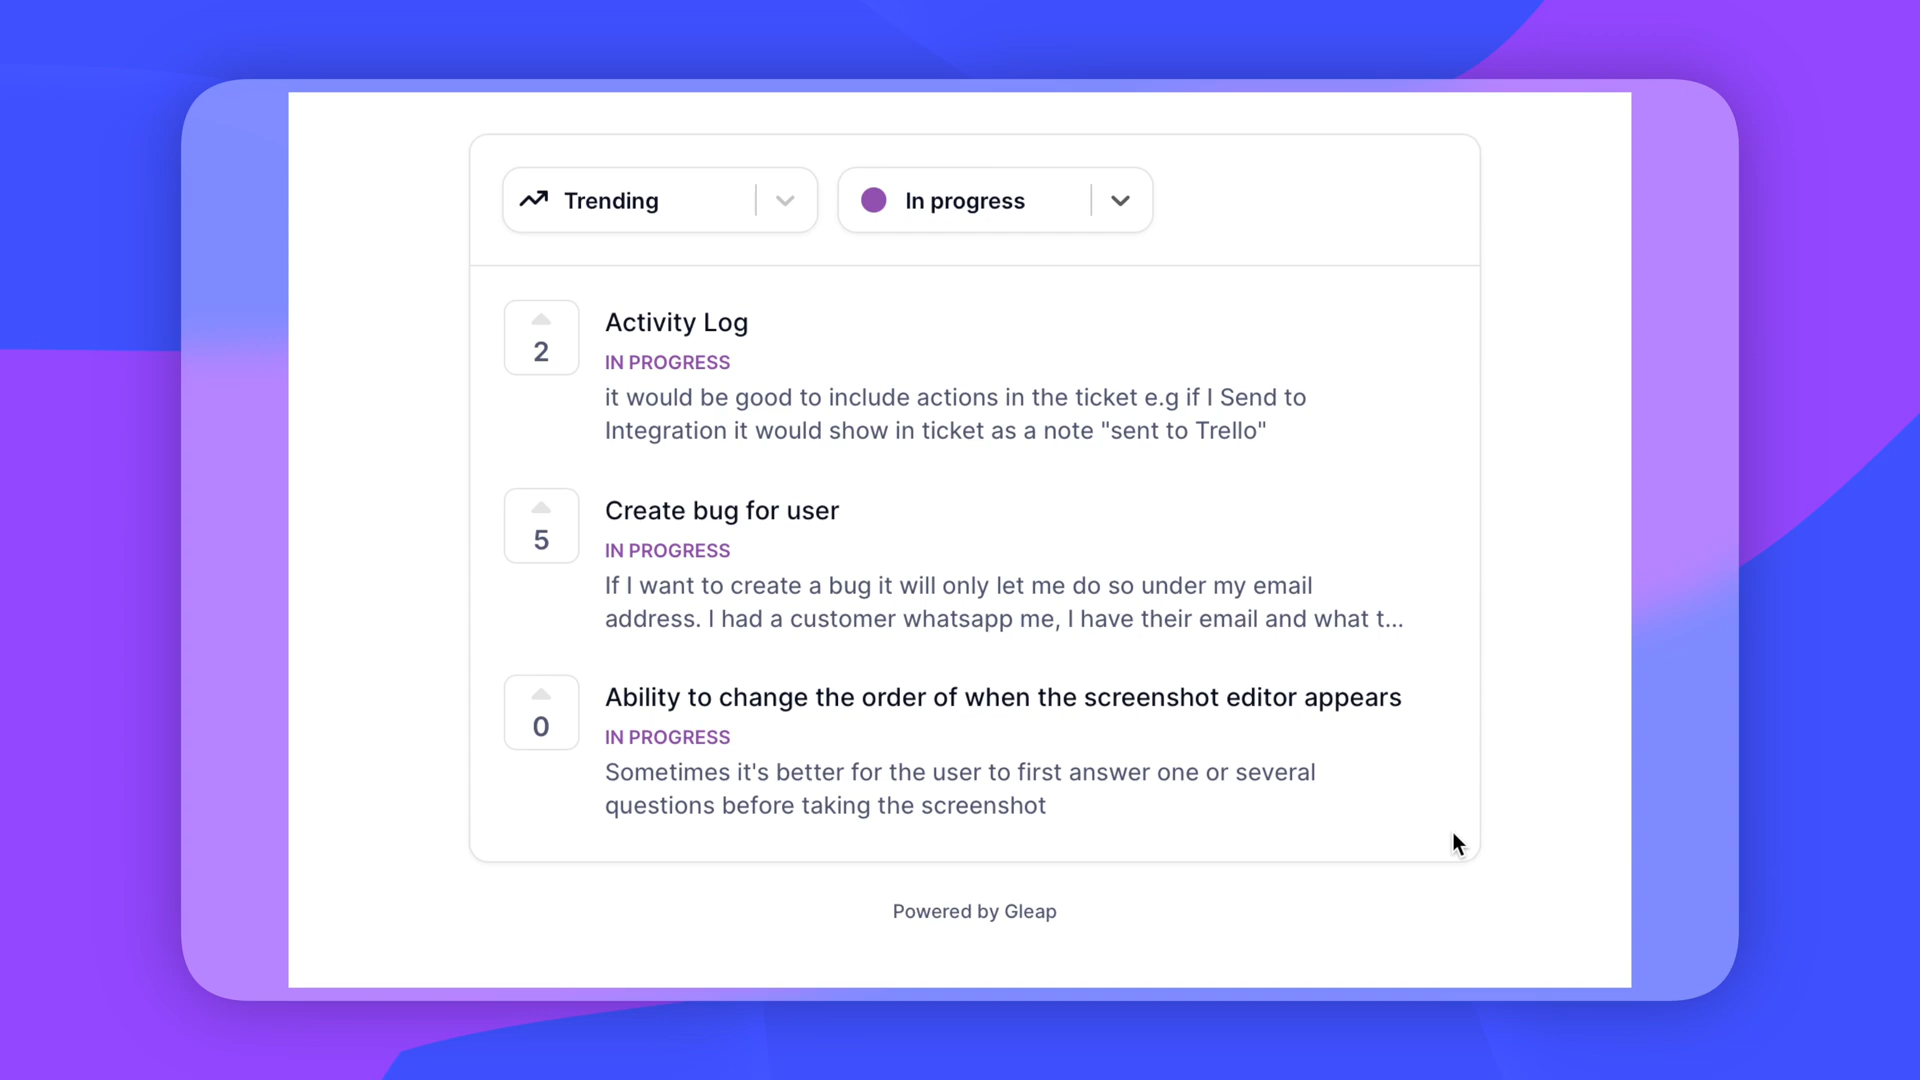 Trending
In progress
2
Activity Log
IN PROGRESS
it would be good to include actions in the ticket e.g if I Send to
Integration it would show in ticket as a note "sent to Trello"
5
Create bug for user
IN PROGRESS
If I want to create a bug it will only let me do so under my email
address. I had a customer whatsapp me, I have their email and what t...
0
Ability to change the order of when the screenshot editor appears
IN PROGRESS
Sometimes it's better for the user to first answer one or several
questions before taking the screenshot
Powered by Gleap